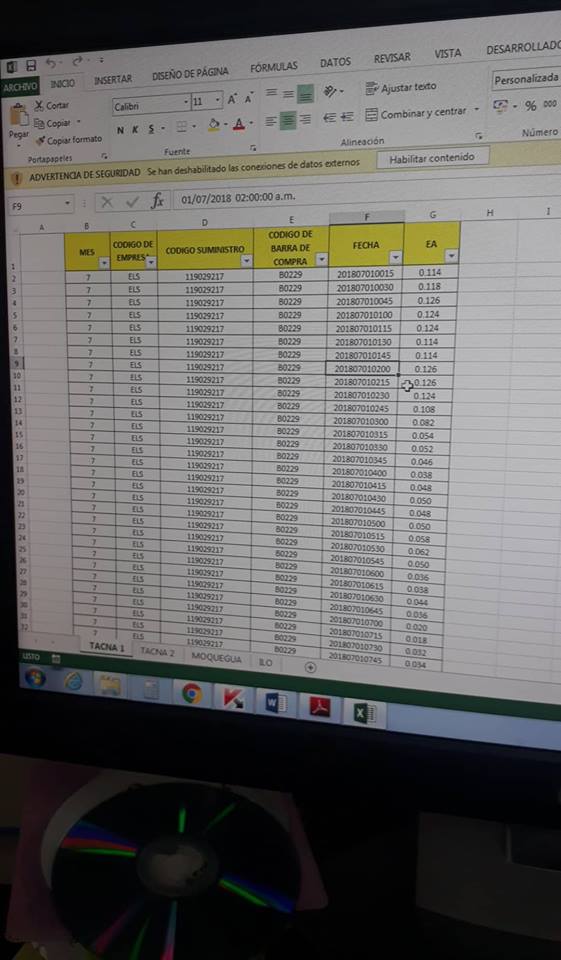 ARCHIVO INICIO INSERTAR DISEÑO DE PÁGINA FÓRMULAS DATOS REVISAR VISTA DESARROLLADO
Pegar Cortar Calibri 11 A A Ajustar texto Personalizada
Copiar N K S A Combinar y centrar % 000
Copiar formato
Portapapeles Fuente Alineación Número
ADVERTENCIA DE SEGURIDAD Se han deshabilitado las conexiones de datos externos Habilitar contenido
F9 fx 01/07/2018 02:00:00 a.m.
A B C D E F G H I
1 MES CODIGO DE EMPRESA CODIGO SUMINISTRO CODIGO DE BARRA DE COMPRA FECHA EA
2 7 ELS 119029217 B0229 201807010015 0.114
3 7 ELS 119029217 B0229 201807010030 0.118
4 7 ELS 119029217 B0229 201807010045 0.126
5 7 ELS 119029217 B0229 201807010100 0.124
6 7 ELS 119029217 B0229 201807010115 0.124
7 7 ELS 119029217 B0229 201807010130 0.114
8 7 ELS 119029217 B0229 201807010145 0.114
9 7 ELS 119029217 B0229 201807010200 0.126
10 7 ELS 119029217 B0229 201807010215 0.126
11 7 ELS 119029217 B0229 201807010230 0.124
12 7 ELS 119029217 B0229 201807010245 0.108
13 7 ELS 119029217 B0229 201807010300 0.082
14 7 ELS 119029217 B0229 201807010315 0.054
15 7 ELS 119029217 B0229 201807010330 0.052
16 7 ELS 119029217 B0229 201807010345 0.046
17 7 ELS 119029217 B0229 201807010400 0.038
18 7 ELS 119029217 B0229 201807010415 0.048
19 7 ELS 119029217 B0229 201807010430 0.050
20 7 ELS 119029217 B0229 201807010445 0.048
21 7 ELS 119029217 B0229 201807010500 0.050
22 7 ELS 119029217 B0229 201807010515 0.058
23 7 ELS 119029217 B0229 201807010530 0.062
24 7 ELS 119029217 B0229 201807010545 0.050
25 7 ELS 119029217 B0229 201807010600 0.036
26 7 ELS 119029217 B0229 201807010615 0.038
27 7 ELS 119029217 B0229 201807010630 0.044
28 7 ELS 119029217 B0229 201807010645 0.036
29 7 ELS 119029217 B0229 201807010700 0.020
30 7 ELS 119029217 B0229 201807010715 0.018
31 7 ELS 119029217 B0229 201807010730 0.032
32 7 ELS 119029217 B0229 201807010745 0.034
TACNA 1 TACNA 2 MOQUEGUA ILO
LISTO